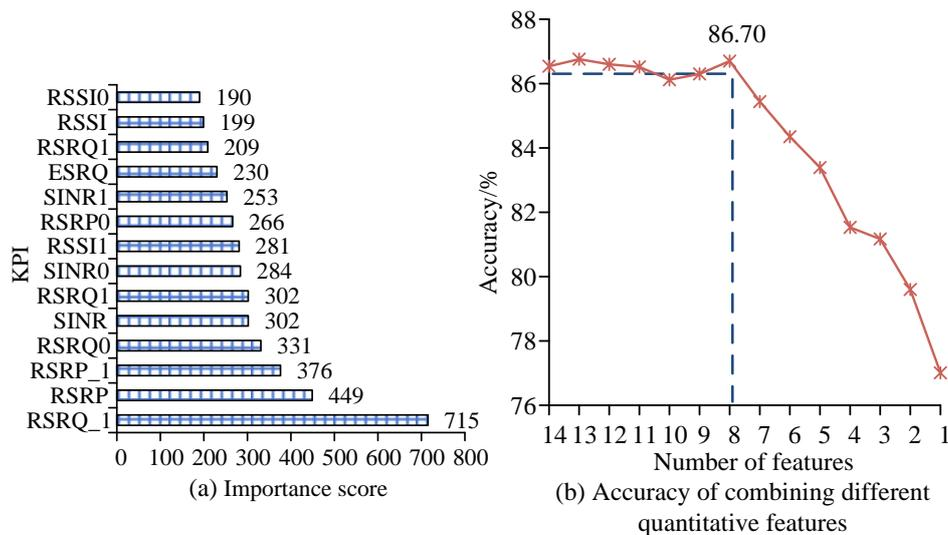 KPI
RSSI0 190
RSSI 199
RSRQ1 209
ESRQ 230
SINR1 253
RSRP0 266
RSSI1 281
SINR0 284
RSRQ1 302
SINR 302
RSRQ0 331
RSRP_1 376
RSRP 449
RSRQ_1 715
0 100 200 300 400 500 600 700 800
(a) Importance score
Accuracy/%
88
86
84
82
80
78
76
86.70
14 13 12 11 10 9 8 7 6 5 4 3 2 1
Number of features
(b) Accuracy of combining different
quantitative features